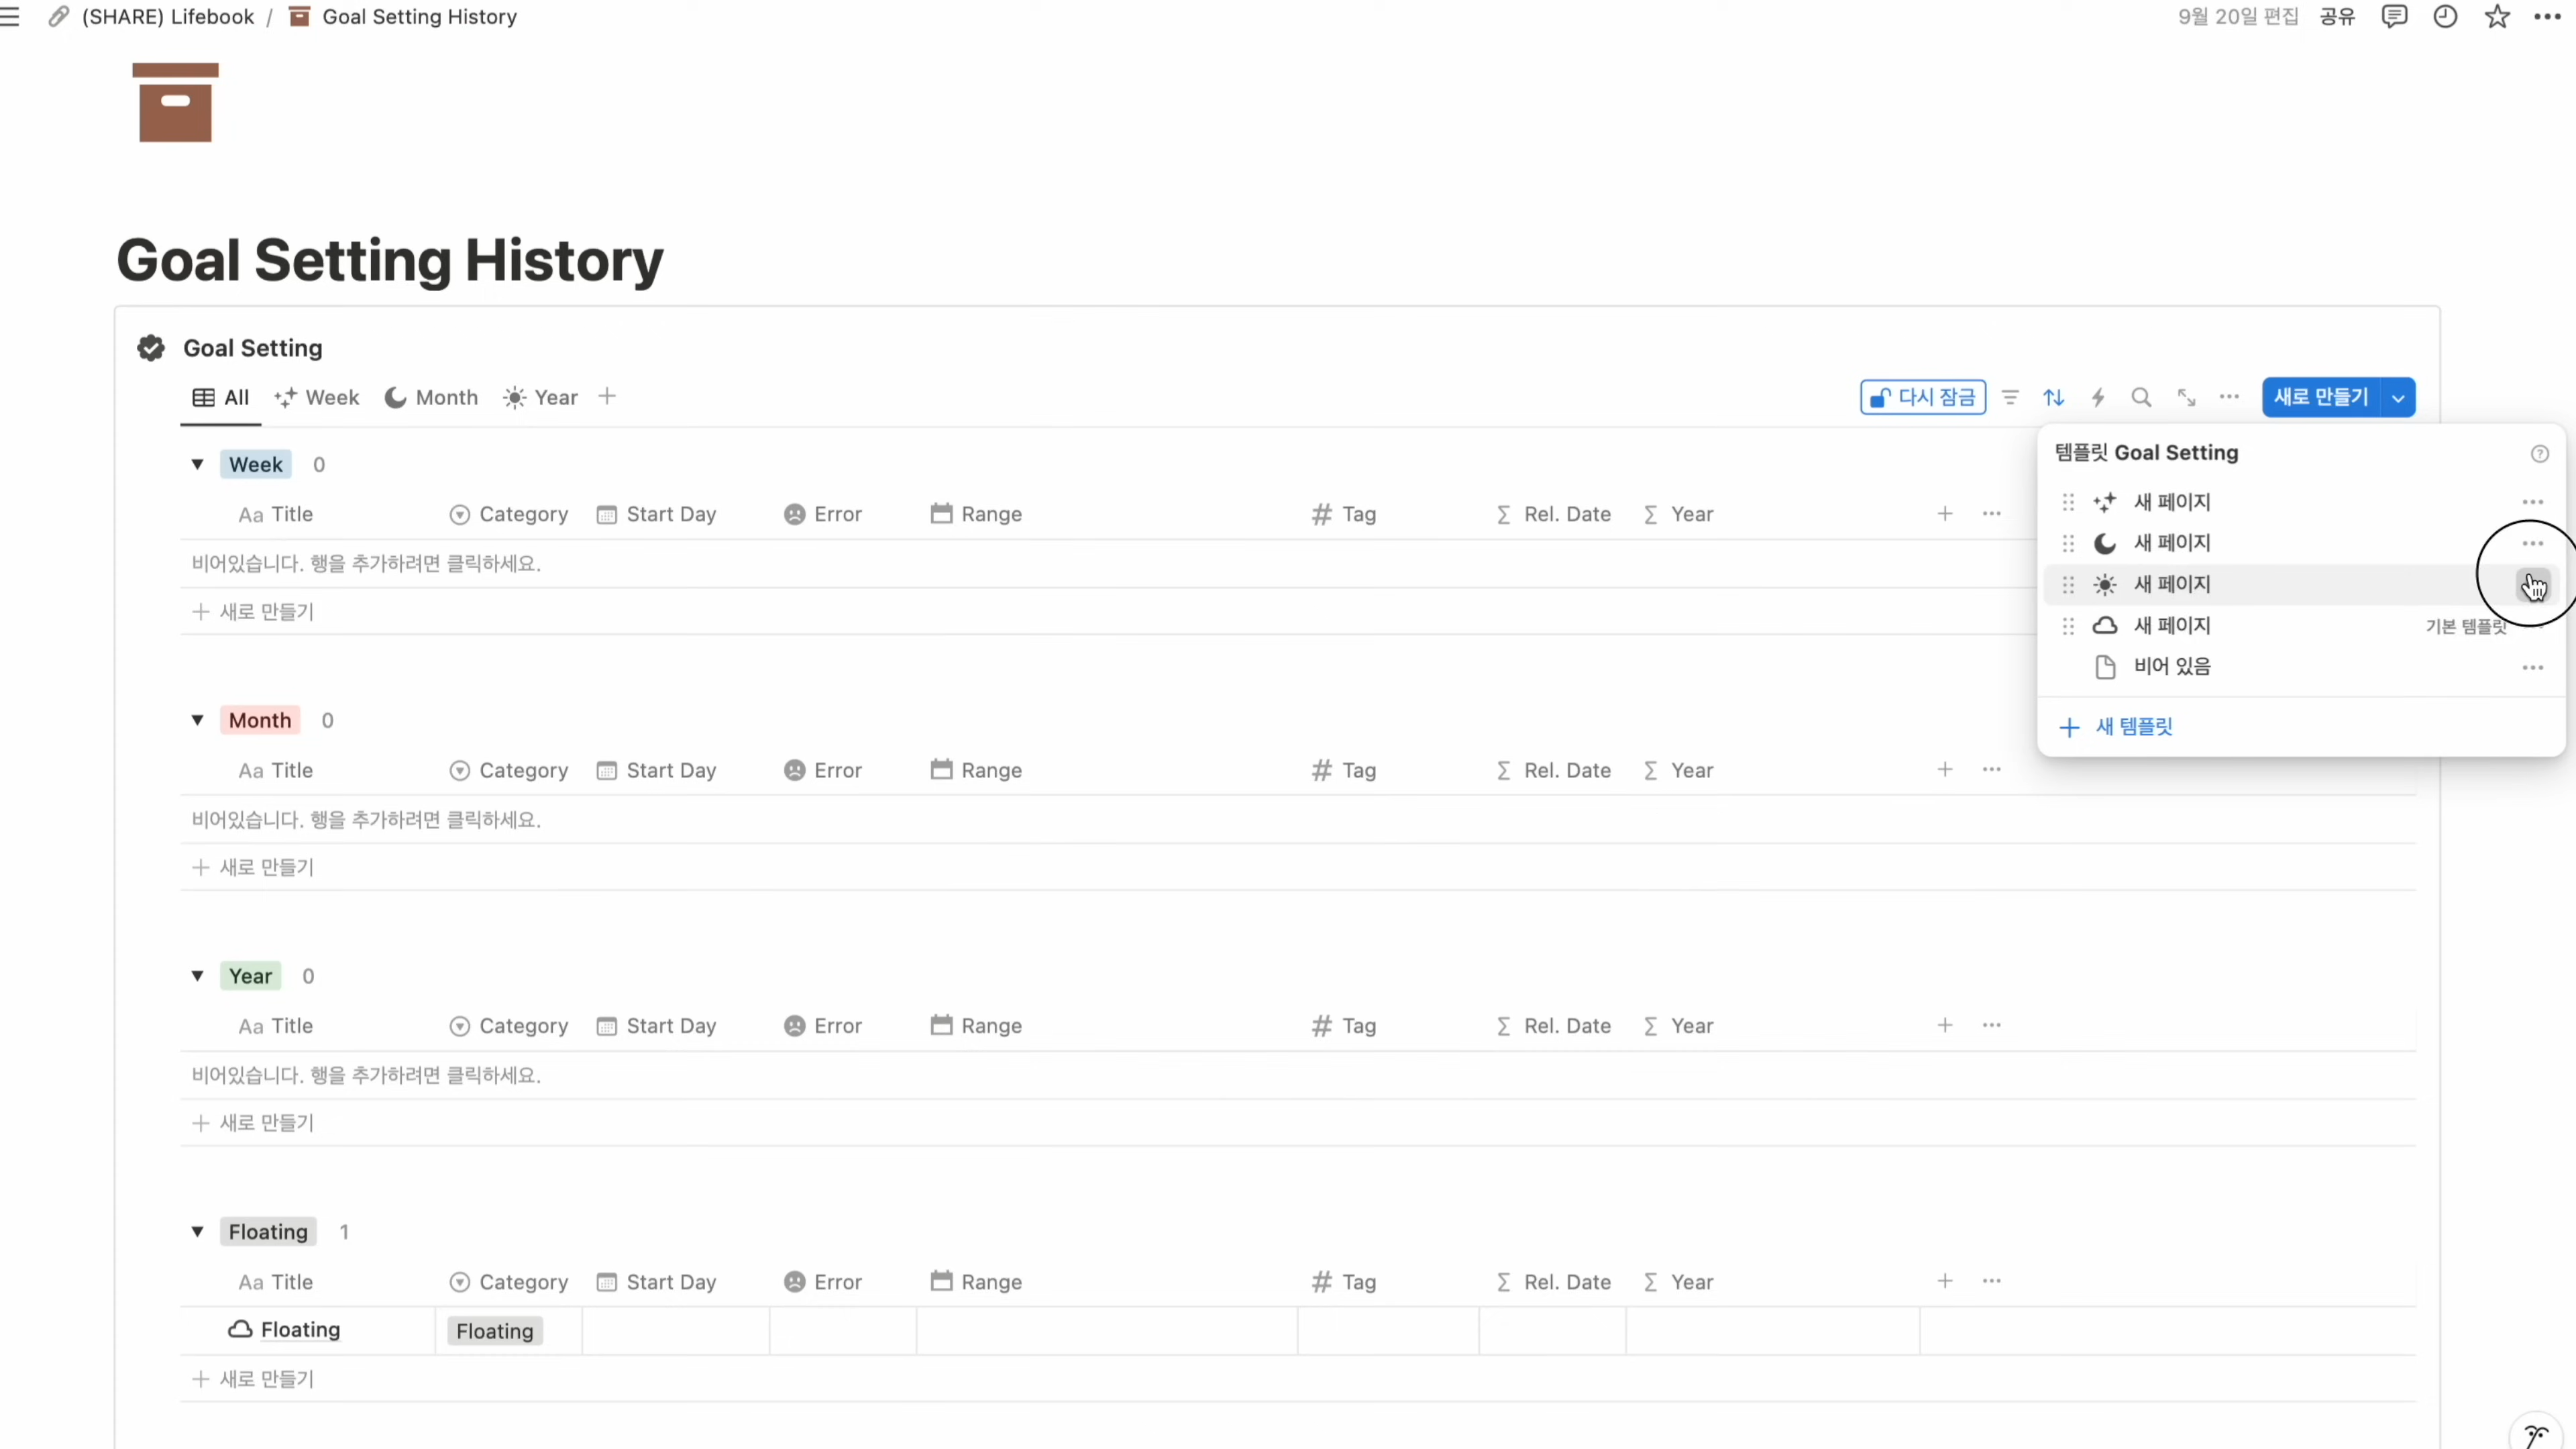 (SHARE) Lifebook / Goal Setting History
9월 20일 편집 공유
Goal Setting History
Goal Setting
All Week Month Year
다시 잠금
새로 만들기
템플릿 Goal Setting
새 페이지
새 페이지
새 페이지
새 페이지 기본 템플릿
비어 있음
새 템플릿
Week 0
Aa Title Category Start Day Error Range # Tag Σ Rel. Date Σ Year
비어있습니다. 행을 추가하려면 클릭하세요.
+ 새로 만들기
Month 0
Aa Title Category Start Day Error Range # Tag Σ Rel. Date Σ Year
비어있습니다. 행을 추가하려면 클릭하세요.
+ 새로 만들기
Year 0
Aa Title Category Start Day Error Range # Tag Σ Rel. Date Σ Year
비어있습니다. 행을 추가하려면 클릭하세요.
+ 새로 만들기
Floating 1
Aa Title Category Start Day Error Range # Tag Σ Rel. Date Σ Year
Floating Floating
+ 새로 만들기